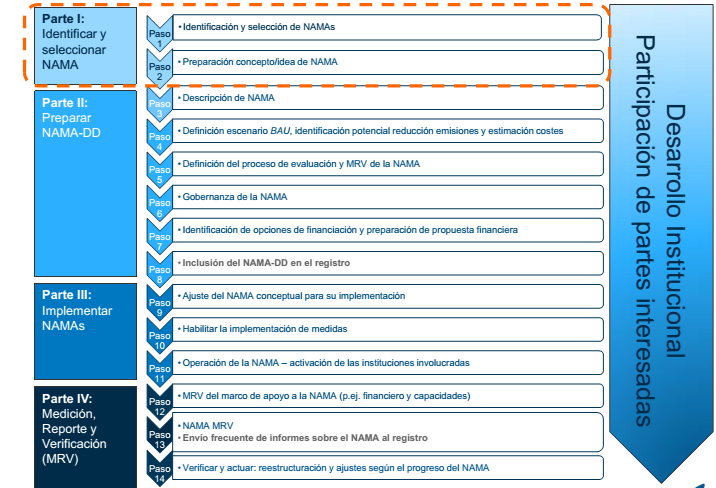 Parte I:
Identificar y
seleccionar
NAMA
Paso
1
• Identificación y selección de NAMAs
Paso
2
• Preparación concepto/idea de NAMA
Parte II:
Preparar
NAMA-DD
Paso
3
• Descripción de NAMA
Paso
4
• Definición escenario BAU, identificación potencial reducción emisiones y estimación costes
Paso
5
• Definición del proceso de evaluación y MRV de la NAMA
Paso
6
• Gobernanza de la NAMA
Paso
7
• Identificación de opciones de financiación y preparación de propuesta financiera
Paso
8
• Inclusión del NAMA-DD en el registro
Parte III:
Implementar
NAMAs
Paso
9
• Ajuste del NAMA conceptual para su implementación
Paso
10
• Habilitar la implementación de medidas
Paso
11
• Operación de la NAMA – activación de las instituciones involucradas
Parte IV:
Medición,
Reporte y
Verificación
(MRV)
Paso
12
• MRV del marco de apoyo a la NAMA (p.ej. financiero y capacidades)
Paso
13
• NAMA MRV
• Envío frecuente de informes sobre el NAMA al registro
Paso
14
• Verificar y actuar: reestructuración y ajustes según el progreso del NAMA
Desarrollo Institucional
Participación de partes interesadas